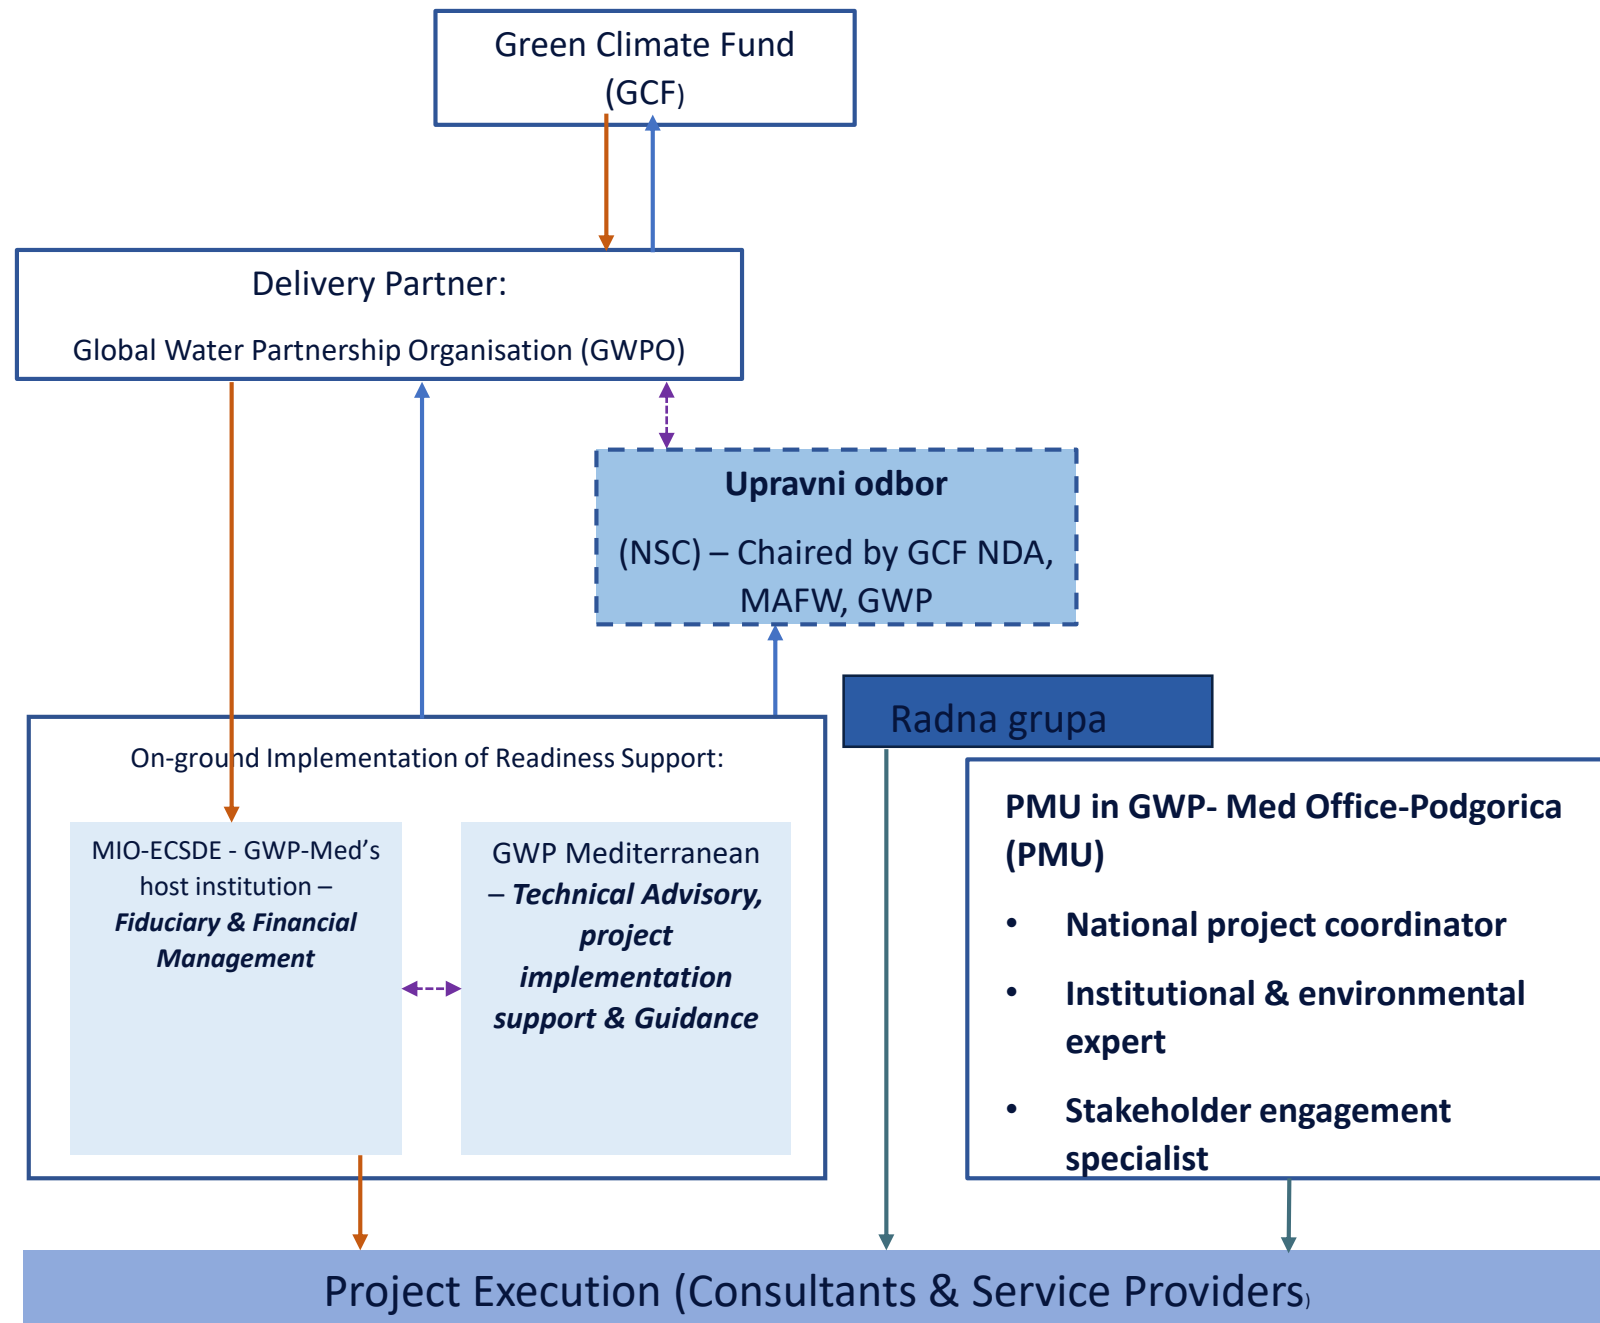 Green Climate Fund
(GCF)
Delivery Partner:
Global Water Partnership Organisation (GWPO)
Upravni odbor
(NSC) – Chaired by GCF NDA,
MAFW, GWP
Radna grupa
On-ground Implementation of Readiness Support:
MIO-ECSDE - GWP-Med’s
host institution –
Fiduciary & Financial
Management
GWP Mediterranean
– Technical Advisory,
project
implementation
support & Guidance
PMU in GWP- Med Office-Podgorica
(PMU)
• National project coordinator
• Institutional & environmental
expert
• Stakeholder engagement
specialist
Project Execution (Consultants & Service Providers)